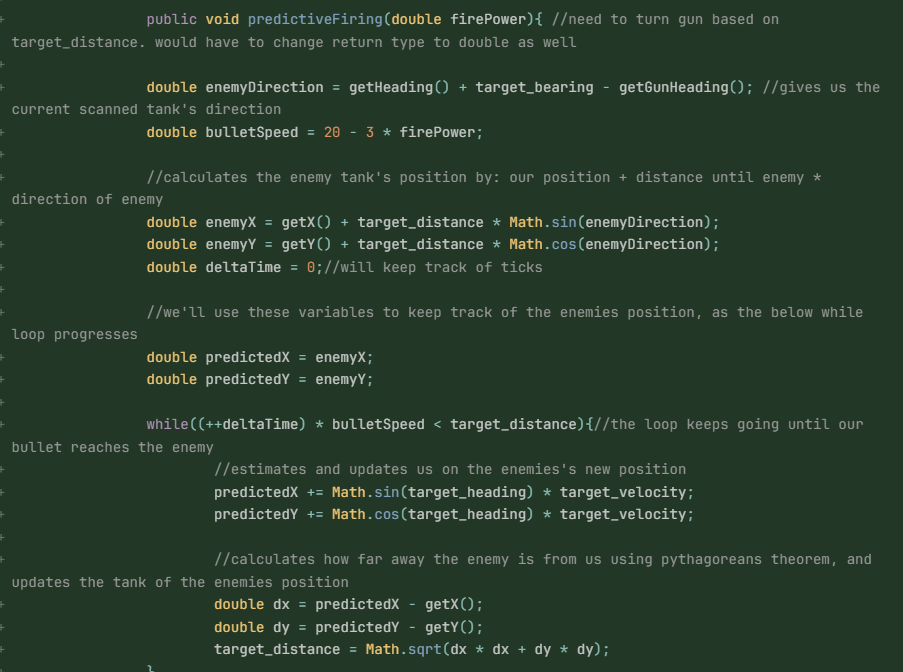 + public void predictiveFiring(double firePower){ //need to turn gun based on
target_distance. would have to change return type to double as well
+
+ double enemyDirection = getHeading() + target_bearing - getGunHeading(); //gives us the
current scanned tank's direction
+ double bulletSpeed = 20 - 3 * firePower;
+
+ //calculates the enemy tank's position by: our position + distance until enemy *
direction of enemy
+ double enemyX = getX() + target_distance * Math.sin(enemyDirection);
+ double enemyY = getY() + target_distance * Math.cos(enemyDirection);
+ double deltaTime = 0;//will keep track of ticks
+
+ //we'll use these variables to keep track of the enemies position, as the below while
loop progresses
+ double predictedX = enemyX;
+ double predictedY = enemyY;
+
+ while((++deltaTime) * bulletSpeed < target_distance){//the loop keeps going until our
bullet reaches the enemy
+ //estimates and updates us on the enemies's new position
+ predictedX += Math.sin(target_heading) * target_velocity;
+ predictedY += Math.cos(target_heading) * target_velocity;
+
+ //calculates how far away the enemy is from us using pythagoreans theorem, and
updates the tank of the enemies position
+ double dx = predictedX - getX();
+ double dy = predictedY - getY();
+ target_distance = Math.sqrt(dx * dx + dy * dy);
+ }